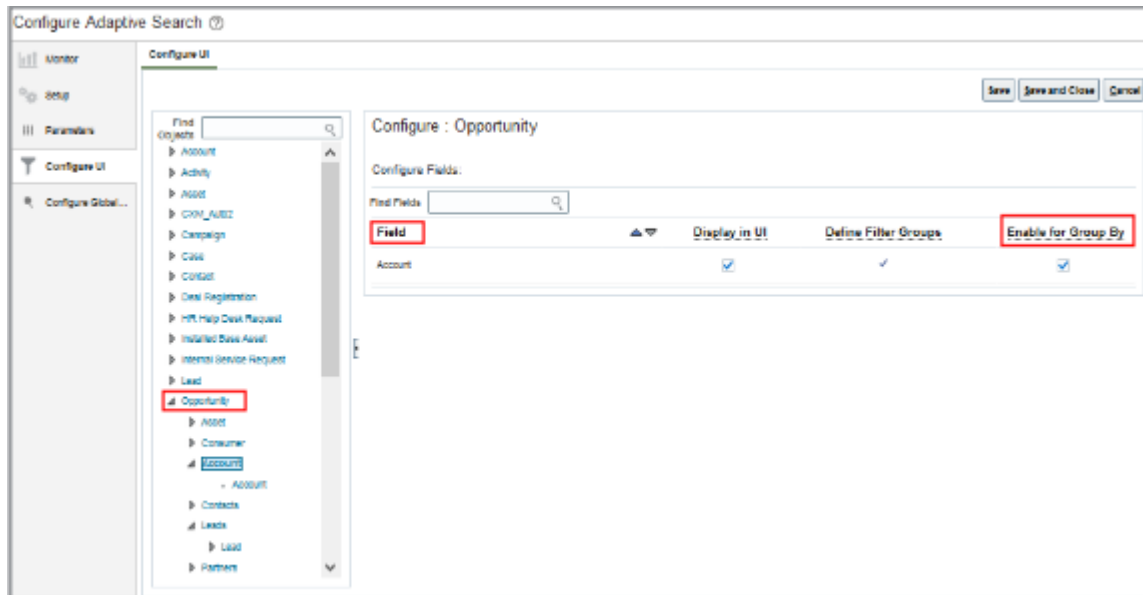 Configure Adaptive Search
Monitor
Setup
Parameters
Configure UI
Configure Global...
Configure UI
Save
Save and Close
Cancel
Find
Objects
Account
Activity
Asset
CXM_AUB2
Campaign
Case
Contact
Deal Registration
HR Help Desk Request
Installed Base Asset
Internal Service Request
Lead
Opportunity
Asset
Consumer
Account
Account
Contacts
Leads
Lead
Partners
Configure : Opportunity
Configure Fields:
Find Fields
Field Display in UI Define Filter Groups Enable for Group By
Account